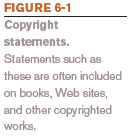 FIGURE 6-1
Copyright
statements.
Statements such as
these are often included
on books, Web sites,
and other copyrighted
works.